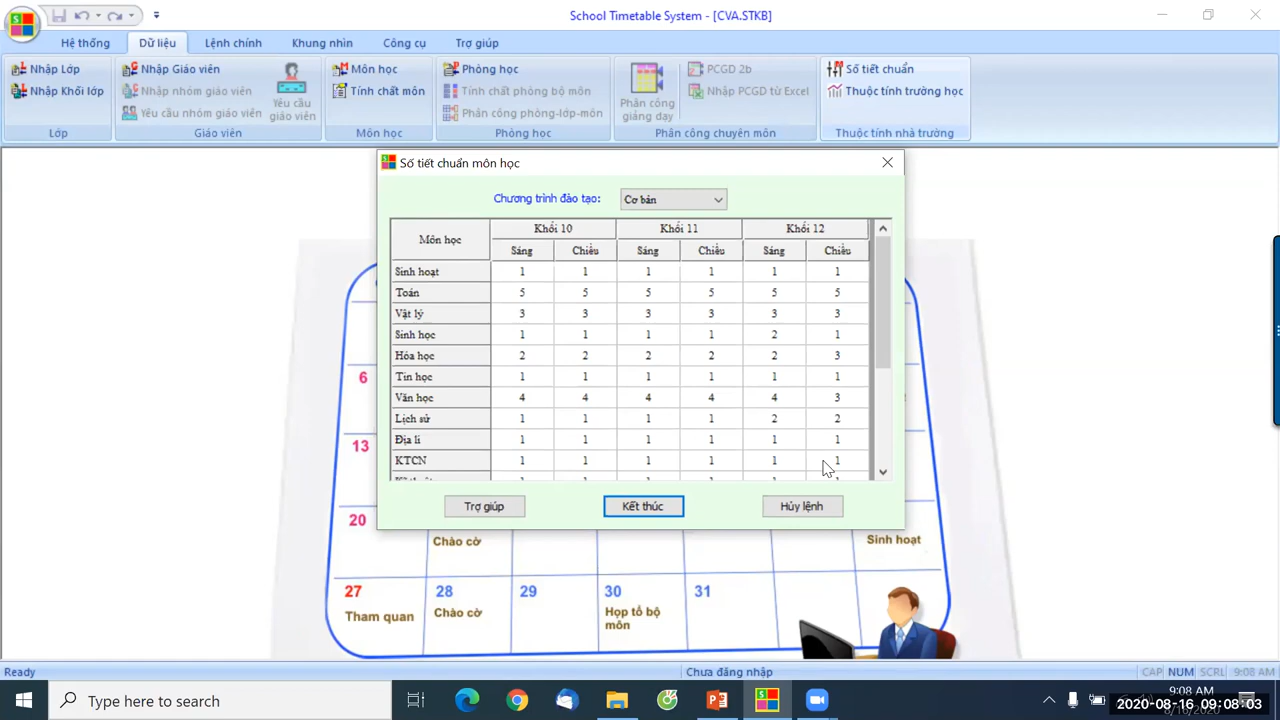 School Timetable System - [CVA.STKB]
Hệ thống Dữ liệu Lệnh chính Khung nhìn Công cụ Trợ giúp
Nhập Lớp
Nhập Khối lớp
Lớp
Nhập Giáo viên
Nhập nhóm giáo viên
Yêu cầu nhóm giáo viên
Yêu cầu
giáo viên
Giáo viên
Môn học
Tính chất môn
Môn học
Phòng học
Tính chất phòng bộ môn
Phân công phòng-lớp-môn
Phòng học
Phân công
giảng dạy
PCGD 2b
Nhập PCGD từ Excel
Phân công chuyên môn
Số tiết chuẩn
Thuộc tính trường học
Thuộc tính nhà trường
Số tiết chuẩn môn học
Chương trình đào tạo: Cơ bản
Môn học Khối 10 Khối 11 Khối 12
Sáng Chiều Sáng Chiều Sáng Chiều
Sinh hoạt 1 1 1 1 1 1
Toán 5 5 5 5 5 5
Vật lý 3 3 3 3 3 3
Sinh học 1 1 1 1 2 1
Hóa học 2 2 2 2 2 3
Tin học 1 1 1 1 1 1
Văn học 4 4 4 4 4 3
Lịch sử 1 1 1 1 2 2
Địa lí 1 1 1 1 1 1
KTCN 1 1 1 1 1 1
Trợ giúp Kết thúc Hủy lệnh
6
13
20
Chào cờ
Sinh hoạt
27 28 29 30 31
Tham quan Chào cờ Họp tổ bộ
môn
Ready Chưa đăng nhập CAP NUM SCRL 9:08 AM
Type here to search
9:08 AM
2020-08-16 09:08:03